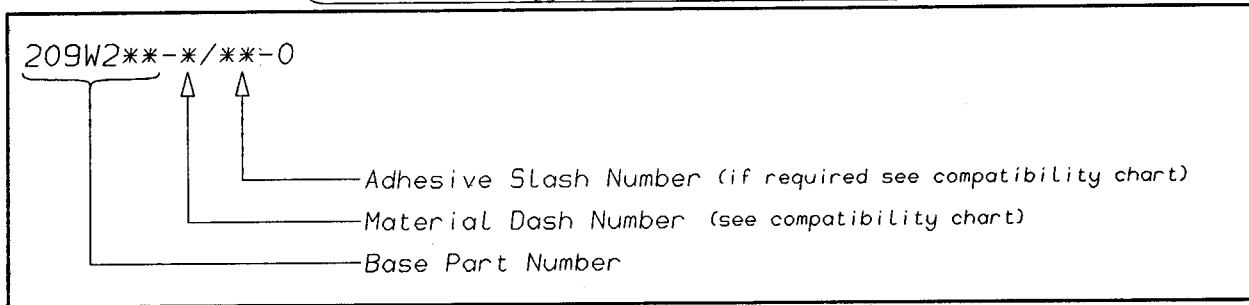 209W2**-*/**-0
Adhesive Slash Number (if required see compatibility chart)
Material Dash Number (see compatibility chart)
Base Part Number